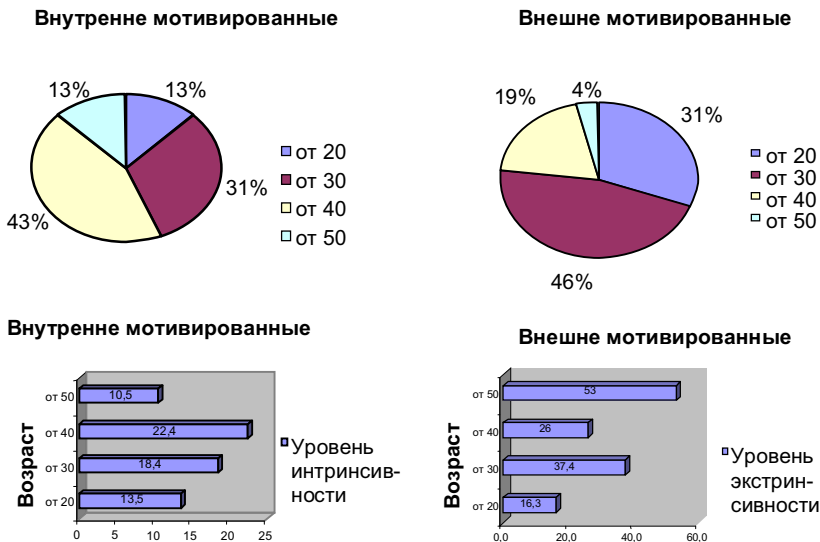 Внутренне мотивированные
13%
13%
31%
43%
от 20
от 30
от 40
от 50
Внешне мотивированные
19%
4%
31%
46%
от 20
от 30
от 40
от 50
Внутренне мотивированные
Возраст
от 50
10,5
от 40
22,4
от 30
18,4
от 20
13,5
0 5 10 15 20 25
Уровень
интринсив-
ности
Внешне мотивированные
Возраст
от 50
53
от 40
26
от 30
37,4
от 20
16,3
0,0 20,0 40,0 60,0
Уровень
экстрин-
сивности